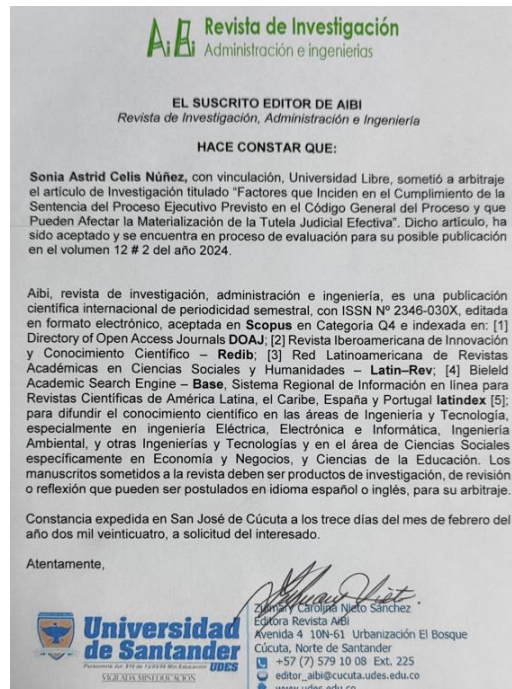 AiBi Revista de Investigación
Administración e ingenierías
EL SUSCRITO EDITOR DE AIBI
Revista de Investigación, Administración e Ingeniería
HACE CONSTAR QUE:
Sonia Astrid Celis Núñez, con vinculación, Universidad Libre, sometió a arbitraje
el artículo de Investigación titulado “Factores que Inciden en el Cumplimiento de la
Sentencia del Proceso Ejecutivo Previsto en el Código General del Proceso y que
Pueden Afectar la Materialización de la Tutela Judicial Efectiva”. Dicho artículo, ha
sido aceptado y se encuentra en proceso de evaluación para su posible publicación
en el volumen 12 # 2 del año 2024.
Aibi, revista de investigación, administración e ingeniería, es una publicación
científica internacional de periodicidad semestral, con ISSN Nº 2346-030X, editada
en formato electrónico, aceptada en Scopus en Categoría Q4 e indexada en: [1]
Directory of Open Access Journals DOAJ; [2] Revista Iberoamericana de Innovación
y Conocimiento Científico – Redib; [3] Red Latinoamericana de Revistas
Académicas en Ciencias Sociales y Humanidades – Latin–Rev; [4] Bieleld
Academic Search Engine – Base, Sistema Regional de Información en línea para
Revistas Científicas de América Latina, el Caribe, España y Portugal latindex [5];
para difundir el conocimiento científico en las áreas de Ingeniería y Tecnología,
especialmente en ingeniería Eléctrica, Electrónica e Informática, Ingeniería
Ambiental, y otras Ingenierías y Tecnologías y en el área de Ciencias Sociales
específicamente en Economía y Negocios, y Ciencias de la Educación. Los
manuscritos sometidos a la revista deben ser productos de investigación, de revisión
o reflexión que pueden ser postulados en idioma español o inglés, para su arbitraje.
Constancia expedida en San José de Cúcuta a los trece días del mes de febrero del
año dos mil veinticuatro, a solicitud del interesado.
Atentamente,
Zulmary Carolina Nieto Sánchez
Editora Revista AiBi
Avenida 4 10N-61 Urbanización El Bosque
Cúcuta, Norte de Santander
+57 (7) 579 10 08 Ext. 225
editor_aibi@cucuta.udes.edu.co
www.udes.edu.co
Universidad
de Santander
UDES
VIGILADA MINEDUCACIÓN